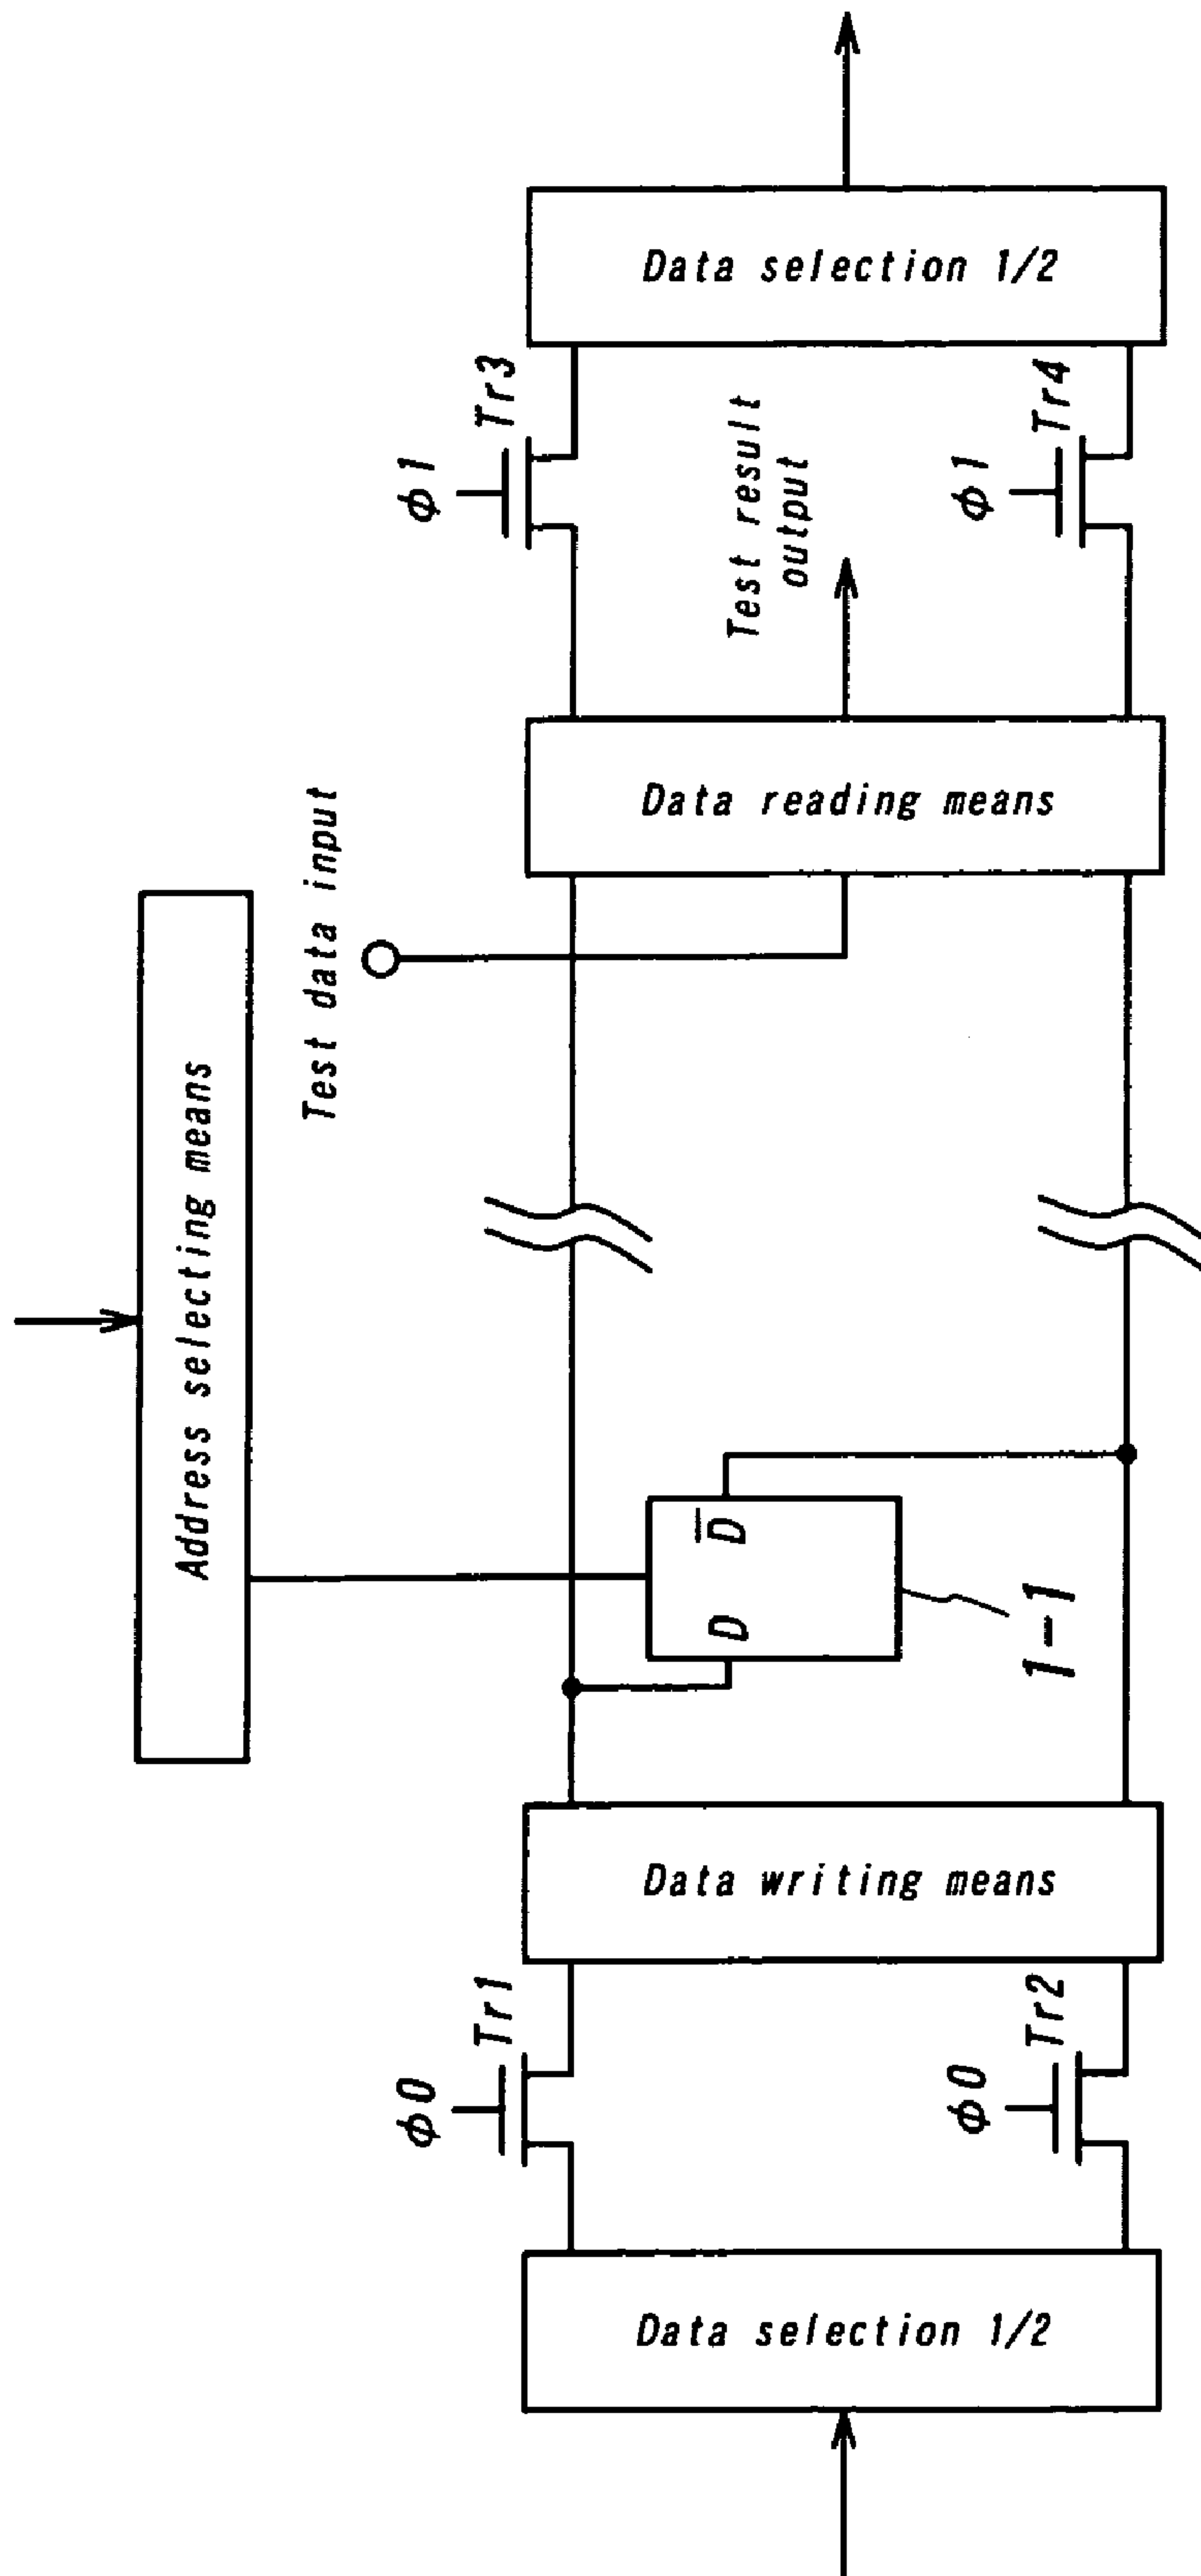 Data selection 1/2
Tr3
φ1
Tr4
φ1
Test result
output
Data reading means
Test data input
Address selecting means
D̅
D
1-1
Data writing means
Tr1
φ0
Tr2
φ0
Data selection 1/2